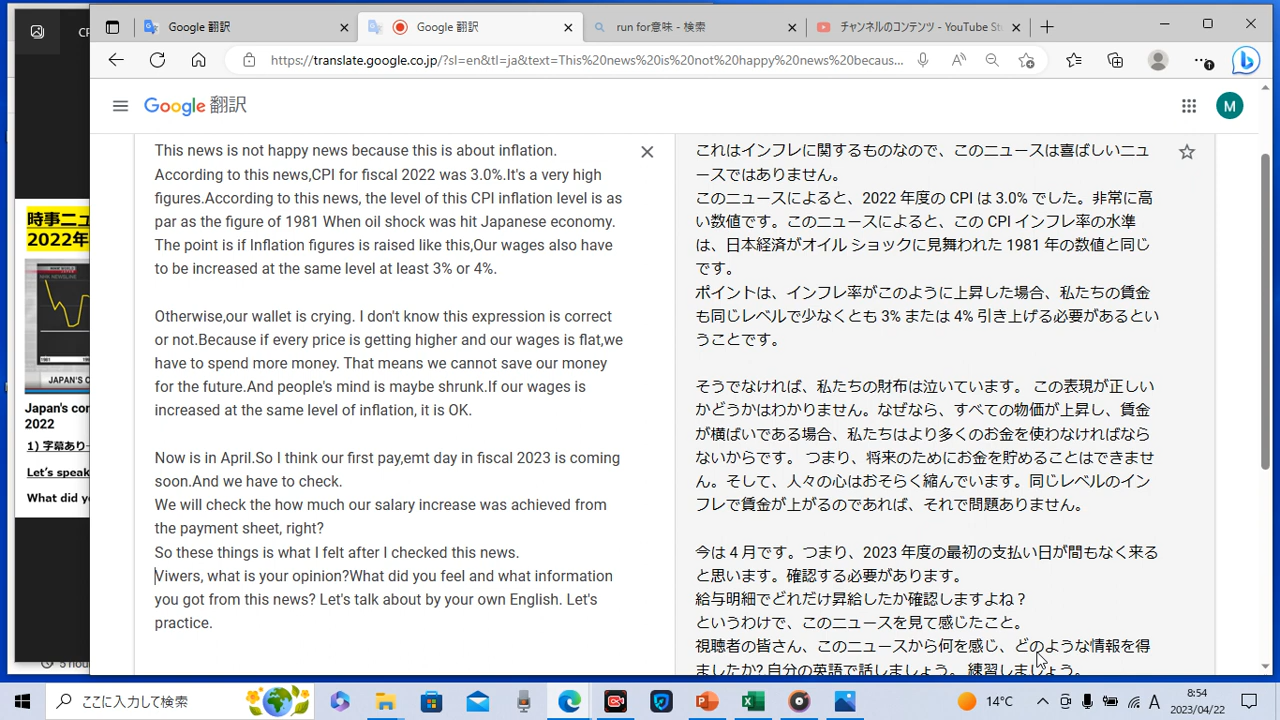 CP
Google 翻訳
Google 翻訳
run for意味 - 検索
チャンネルのコンテンツ - YouTube St
https://translate.google.co.jp/?sl=en&tl=ja&text=This%20news%20is%20not%20happy%20news%20becaus...
Google 翻訳
M
This news is not happy news because this is about inflation.
According to this news,CPI for fiscal 2022 was 3.0%.It's a very high
figures.According to this news, the level of this CPI inflation level is as
par as the figure of 1981 When oil shock was hit Japanese economy.
The point is if Inflation figures is raised like this,Our wages also have
to be increased at the same level at least 3% or 4%.
Otherwise,our wallet is crying. I don't know this expression is correct
or not.Because if every price is getting higher and our wages is flat,we
have to spend more money. That means we cannot save our money
for the future.And people's mind is maybe shrunk.If our wages is
increased at the same level of inflation, it is OK.
Now is in April.So I think our first pay,emt day in fiscal 2023 is coming
soon.And we have to check.
We will check the how much our salary increase was achieved from
the payment sheet, right?
So these things is what I felt after I checked this news.
Viwers, what is your opinion?What did you feel and what information
you got from this news? Let's talk about by your own English. Let's
practice.
これはインフレに関するものなので、このニュースは喜ばしいニュ
ースではありません。
このニュースによると、2022 年度の CPI は 3.0% でした。非常に高
い数値です。このニュースによると、この CPI インフレ率の水準
は、日本経済がオイル ショックに見舞われた 1981 年の数値と同じ
です。
ポイントは、インフレ率がこのように上昇した場合、私たちの賃金
も同じレベルで少なくとも 3% または 4% 引き上げる必要があるとい
うことです。
そうでなければ、私たちの財布は泣いています。 この表現が正しい
かどうかはわかりません。なぜなら、すべての物価が上昇し、賃金
が横ばいである場合、私たちはより多くのお金を使わなければなら
ないからです。 つまり、将来のためにお金を貯めることはできませ
ん。そして、人々の心はおそらく縮んでいます。同じレベルのイン
フレで賃金が上がるのであれば、それで問題ありません。
今は 4 月です。つまり、2023 年度の最初の支払い日が間もなく来る
と思います。確認する必要があります。
給与明細でどれだけ昇給したか確認しますよね？
というわけで、このニュースを見て感じたこと。
視聴者の皆さん、このニュースから何を感じ、どのような情報を得
ましたか? 自分の英語で話しましょう。 練習しましょう。
時事ニュ
2022年
NHK NEWSLINE
1981
JAPAN'S C
Japan's con
2022
1) 字幕あり
Let's speak
What did yo
5 hou
ここに入力して検索
14°C
A
8:54
2023/04/22